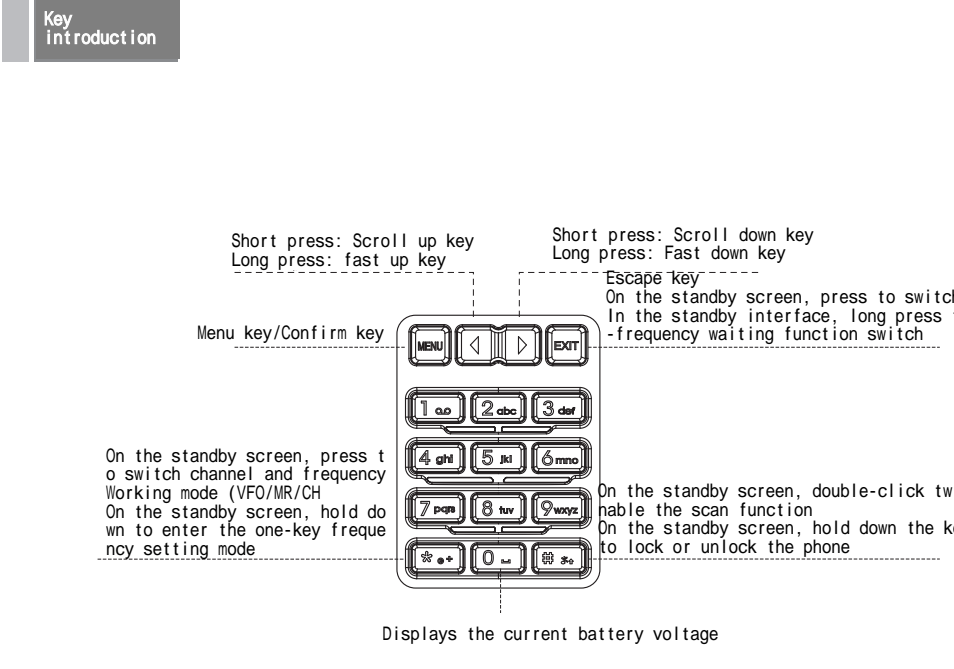 Key
introduction
Short press: Scroll up key
Long press: fast up key
Short press: Scroll down key
Long press: Fast down key
Escape key
On the standby screen, press to switch
In the standby interface, long press
-frequency waiting function switch
Menu key/Confirm key
MENU
EXIT
1
2 abc
3 def
4 ghi
5 jkl
6 mno
7 pqrs
8 tuv
9 wxyz
* +
0
#
On the standby screen, press t
o switch channel and frequency
Working mode (VFO/MR/CH
On the standby screen, hold do
wn to enter the one-key freque
ncy setting mode
On the standby screen, double-click tw
nable the scan function
On the standby screen, hold down the ke
to lock or unlock the phone
Displays the current battery voltage